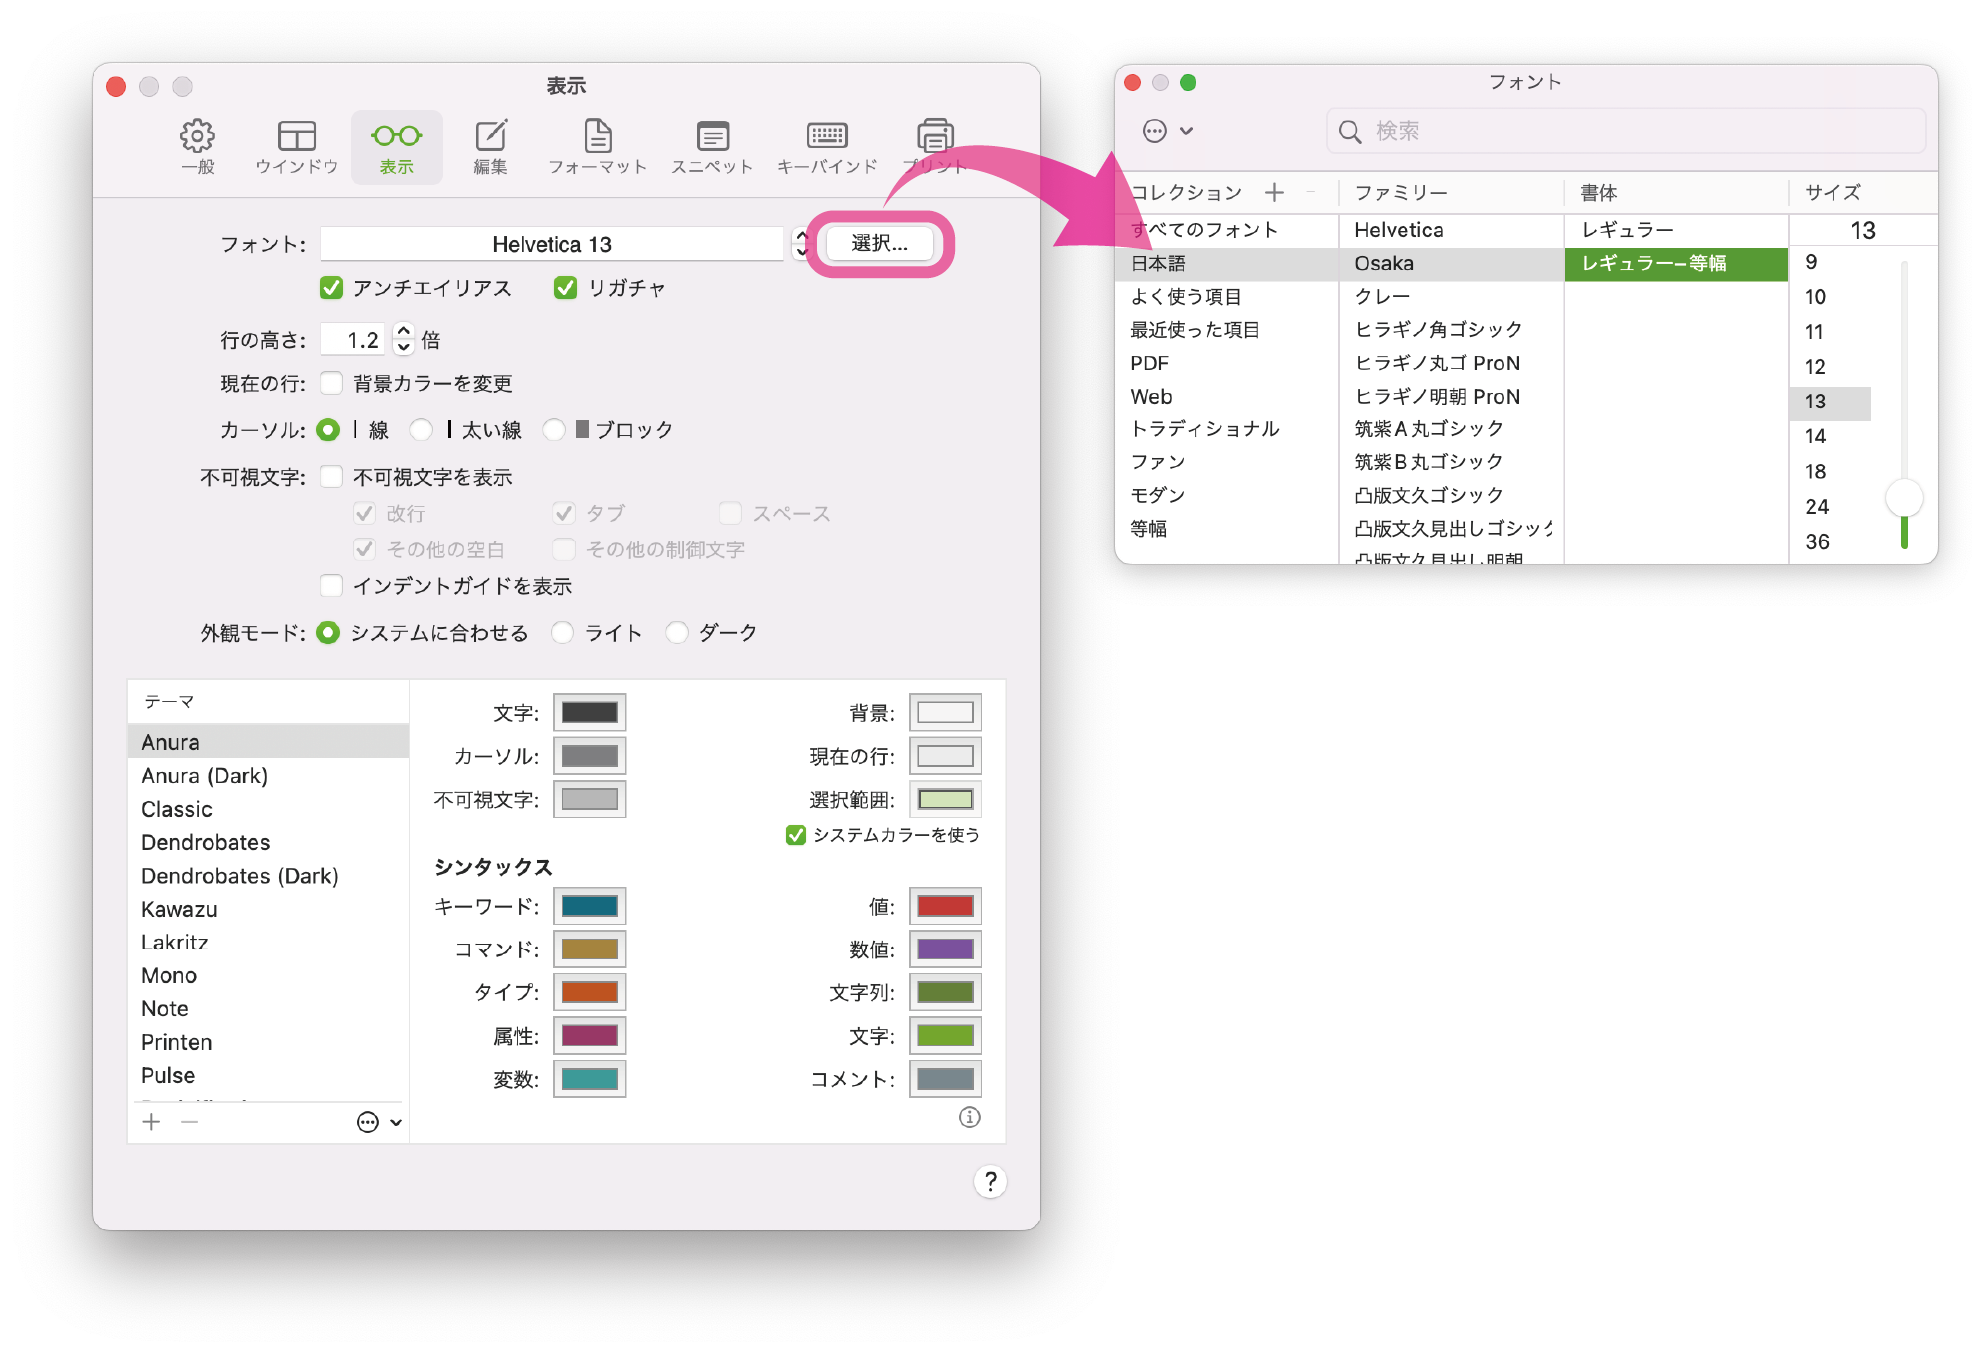 表示
一般
ウインドウ
表示
編集
フォーマット
スニペット
キーバインド
プリント
フォント:
Helvetica 13
選択...
アンチエイリアス
リガチャ
行の高さ:
1.2
倍
現在の行:
背景カラーを変更
カーソル:
線
太い線
ブロック
不可視文字:
不可視文字を表示
改行
タブ
スペース
その他の空白
その他の制御文字
インデントガイドを表示
外観モード:
システムに合わせる
ライト
ダーク
テーマ
Anura
Anura (Dark)
Classic
Dendrobates
Dendrobates (Dark)
Kawazu
Lakritz
Mono
Note
Printen
Pulse
文字:
背景:
カーソル:
現在の行:
不可視文字:
選択範囲:
システムカラーを使う
シンタックス
キーワード:
値:
コマンド:
数値:
タイプ:
文字列:
属性:
文字:
変数:
コメント:
?
フォント
検索
コレクション
ファミリー
書体
サイズ
すべてのフォント
日本語
よく使う項目
最近使った項目
PDF
Web
トラディショナル
ファン
モダン
等幅
Helvetica
Osaka
クレー
ヒラギノ角ゴシック
ヒラギノ丸ゴ ProN
ヒラギノ明朝 ProN
筑紫A丸ゴシック
筑紫B丸ゴシック
凸版文久ゴシック
凸版文久見出しゴシック
凸版文久見出し明朝
レギュラー
レギュラー–等幅
13
9
10
11
12
13
14
18
24
36